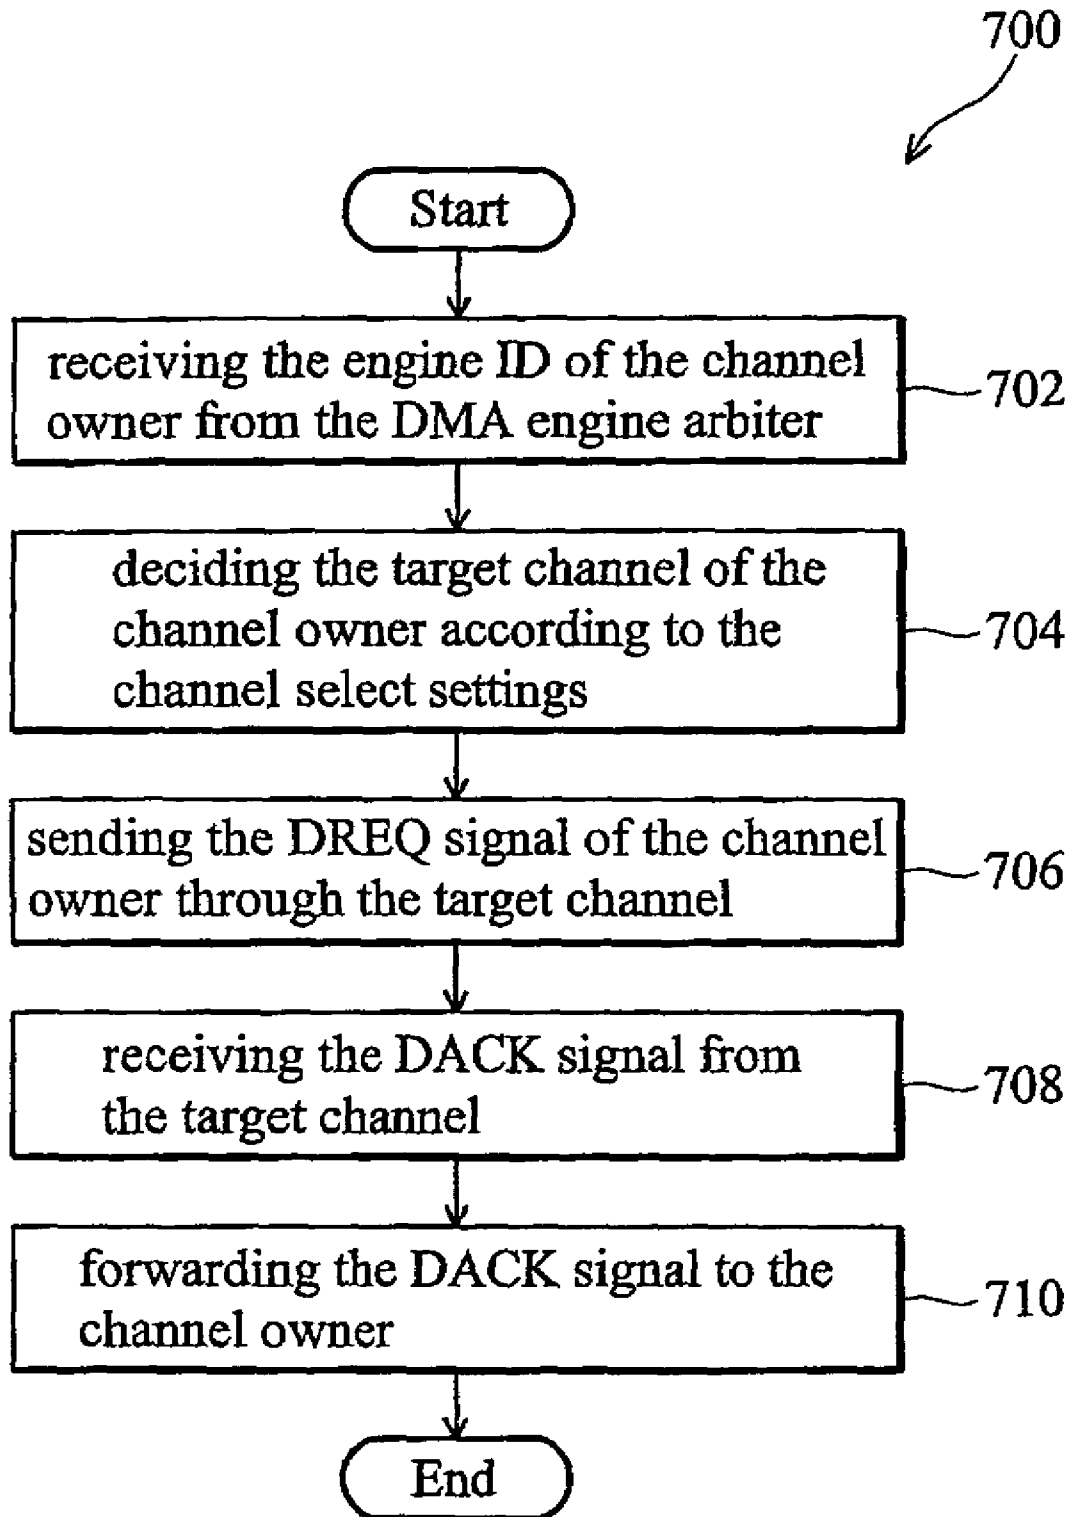 700
Start
receiving the engine ID of the channel
owner from the DMA engine arbiter
702
deciding the target channel of the
channel owner according to the
channel select settings
704
sending the DREQ signal of the channel
owner through the target channel
706
receiving the DACK signal from
the target channel
708
forwarding the DACK signal to the
channel owner
710
End